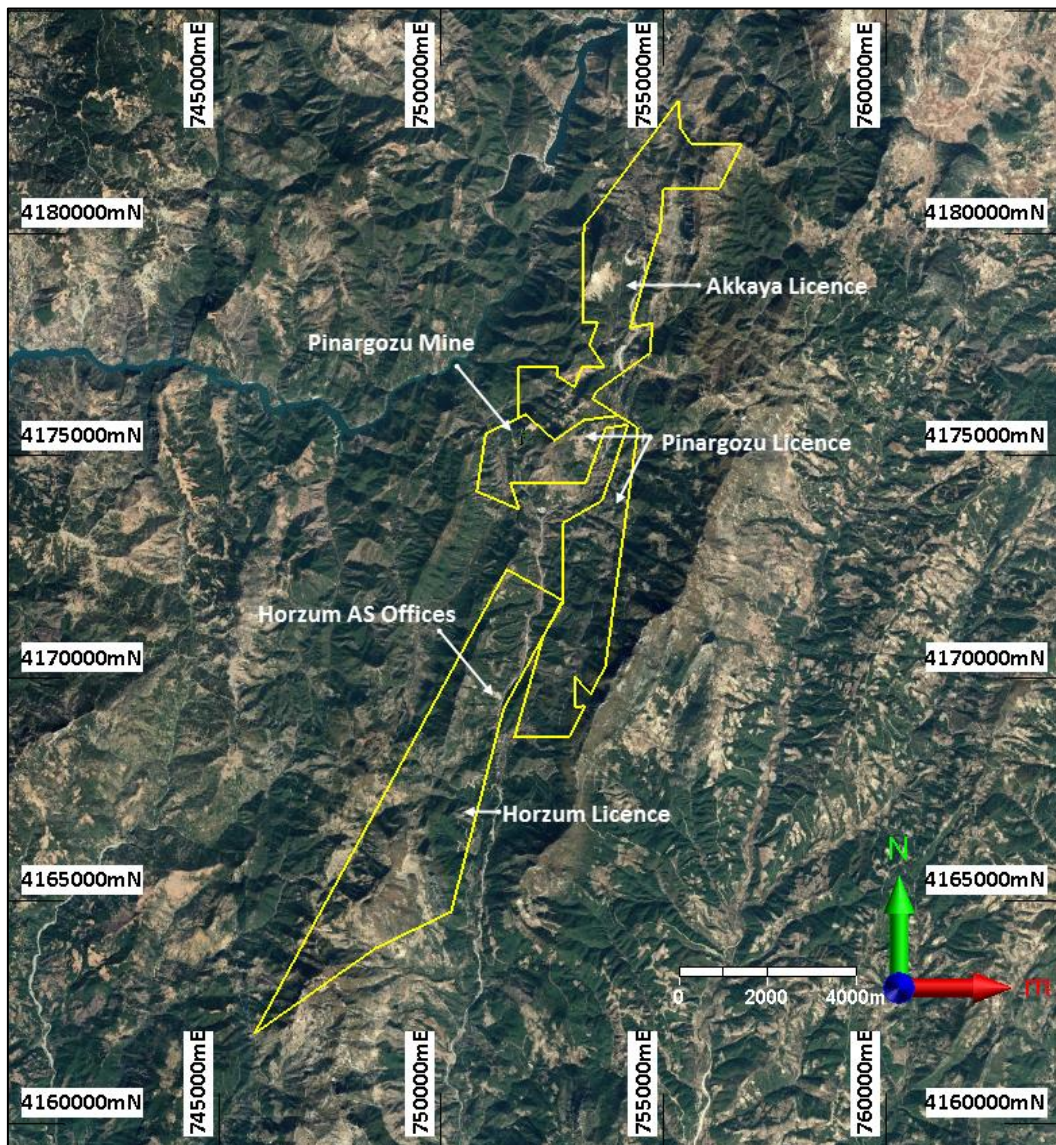 745000mE
750000mE
755000mE
760000mE
4180000mN
4180000mN
Akkaya Licence
Pinargozu Mine
4175000mN
4175000mN
Pinargozu Licence
Horzum AS Offices
4170000mN
4170000mN
Horzum Licence
N
4165000mN
4165000mN
0 2000 4000m
m
745000mE
750000mE
755000mE
760000mE
4160000mN
4160000mN